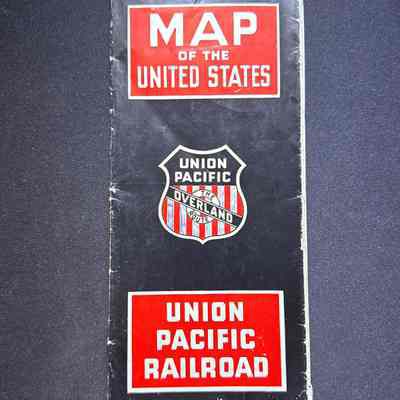 MAP
OF THE
UNITED STATES
UNION
PACIFIC
THE
OVERLAND
ROUTE
UNION
PACIFIC
RAILROAD